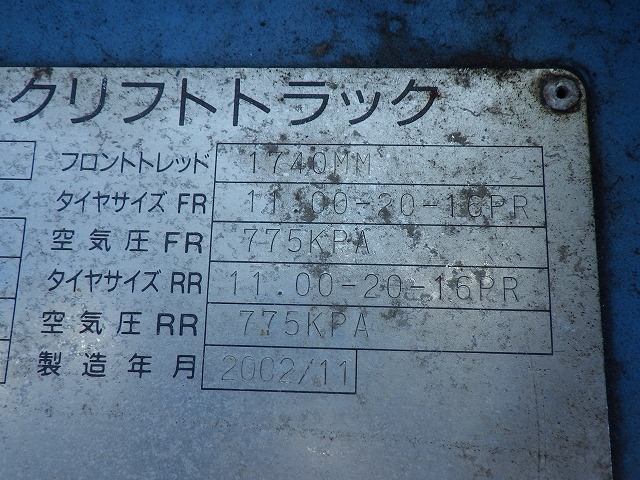 クリフトトラック
フロントトレッド 1740MM
タイヤサイズ FR 11.00-20-16PR
空気圧 FR 775KPA
タイヤサイズ RR 11.00-20-16PR
空気圧 RR 775KPA
製造年月 2002/11